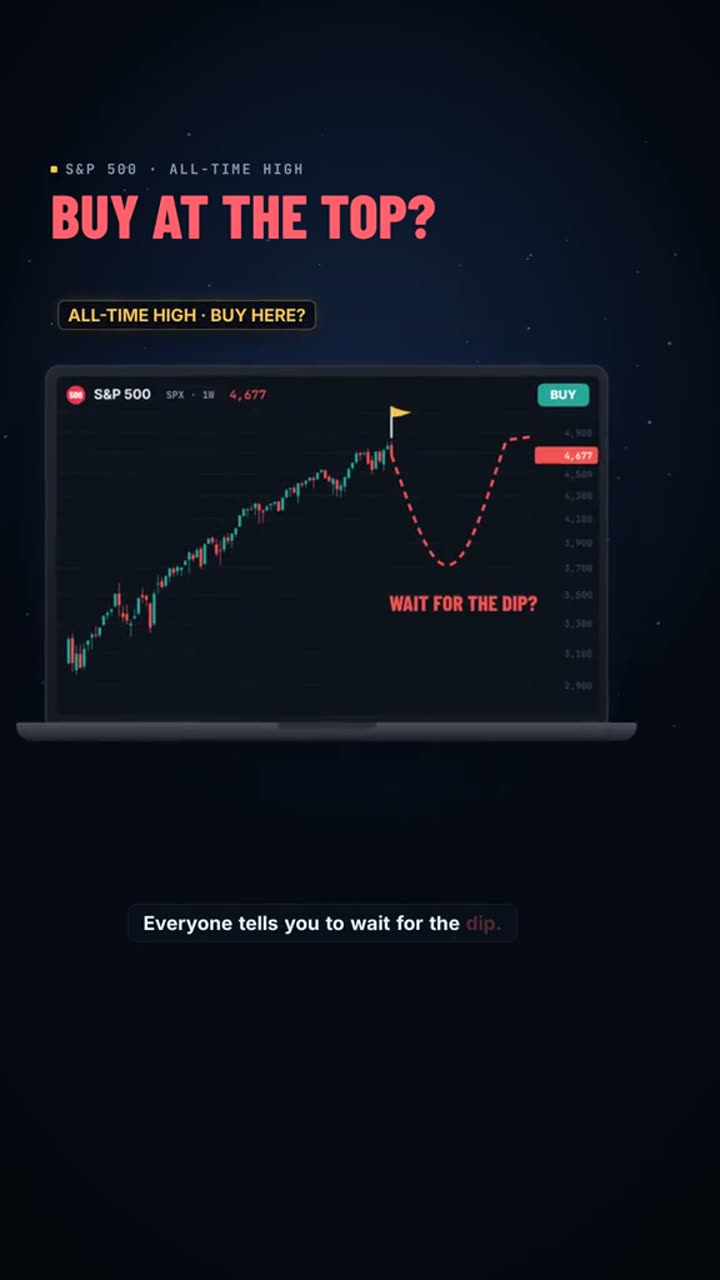 S&P 500 · ALL-TIME HIGH
BUY AT THE TOP?
ALL-TIME HIGH · BUY HERE?
500 S&P 500 SPX · 1W 4,677 BUY
4,900
4,677
4,500
4,300
4,100
3,900
3,700
3,500
3,300
3,100
2,900
WAIT FOR THE DIP?
Everyone tells you to wait for the dip.